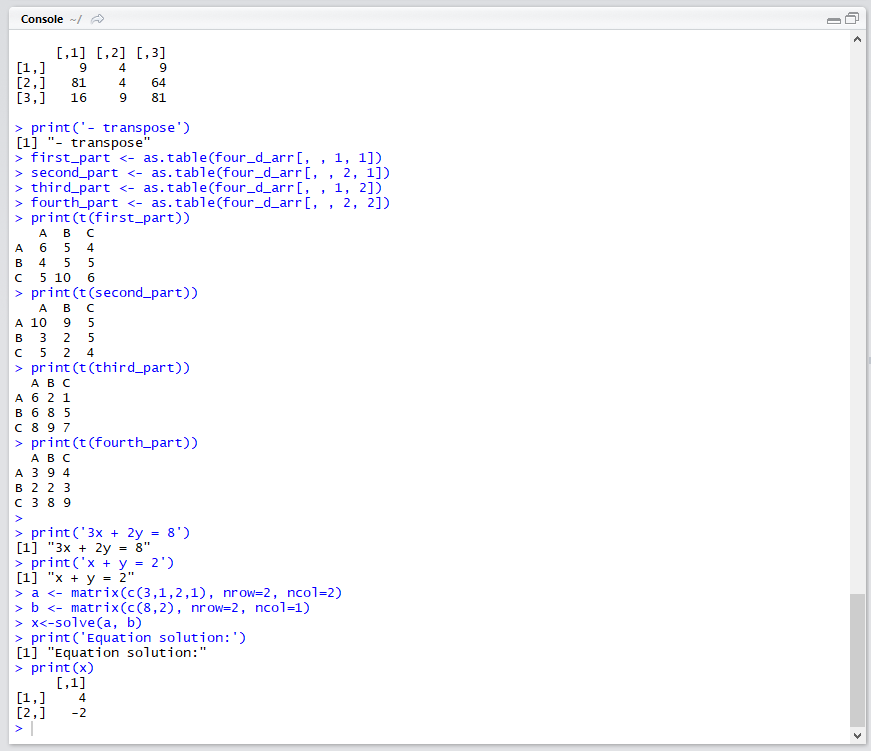 Console ~/
     [,1] [,2] [,3]
[1,]    9    4    9
[2,]   81    4   64
[3,]   16    9   81
> print('- transpose')
[1] "- transpose"
> first_part <- as.table(four_d_arr[, , 1, 1])
> second_part <- as.table(four_d_arr[, , 2, 1])
> third_part <- as.table(four_d_arr[, , 1, 2])
> fourth_part <- as.table(four_d_arr[, , 2, 2])
> print(t(first_part))
   A  B  C
A  6  5  4
B  4  5  5
C  5 10  6
> print(t(second_part))
   A  B  C
A 10  9  5
B  3  2  5
C  5  2  4
> print(t(third_part))
  A B C
A 6 2 1
B 6 8 5
C 8 9 7
> print(t(fourth_part))
  A B C
A 3 9 4
B 2 2 3
C 3 8 9
>
> print('3x + 2y = 8')
[1] "3x + 2y = 8"
> print('x + y = 2')
[1] "x + y = 2"
> a <- matrix(c(3,1,2,1), nrow=2, ncol=2)
> b <- matrix(c(8,2), nrow=2, ncol=1)
> x<-solve(a, b)
> print('Equation solution:')
[1] "Equation solution:"
> print(x)
     [,1]
[1,]    4
[2,]   -2
>